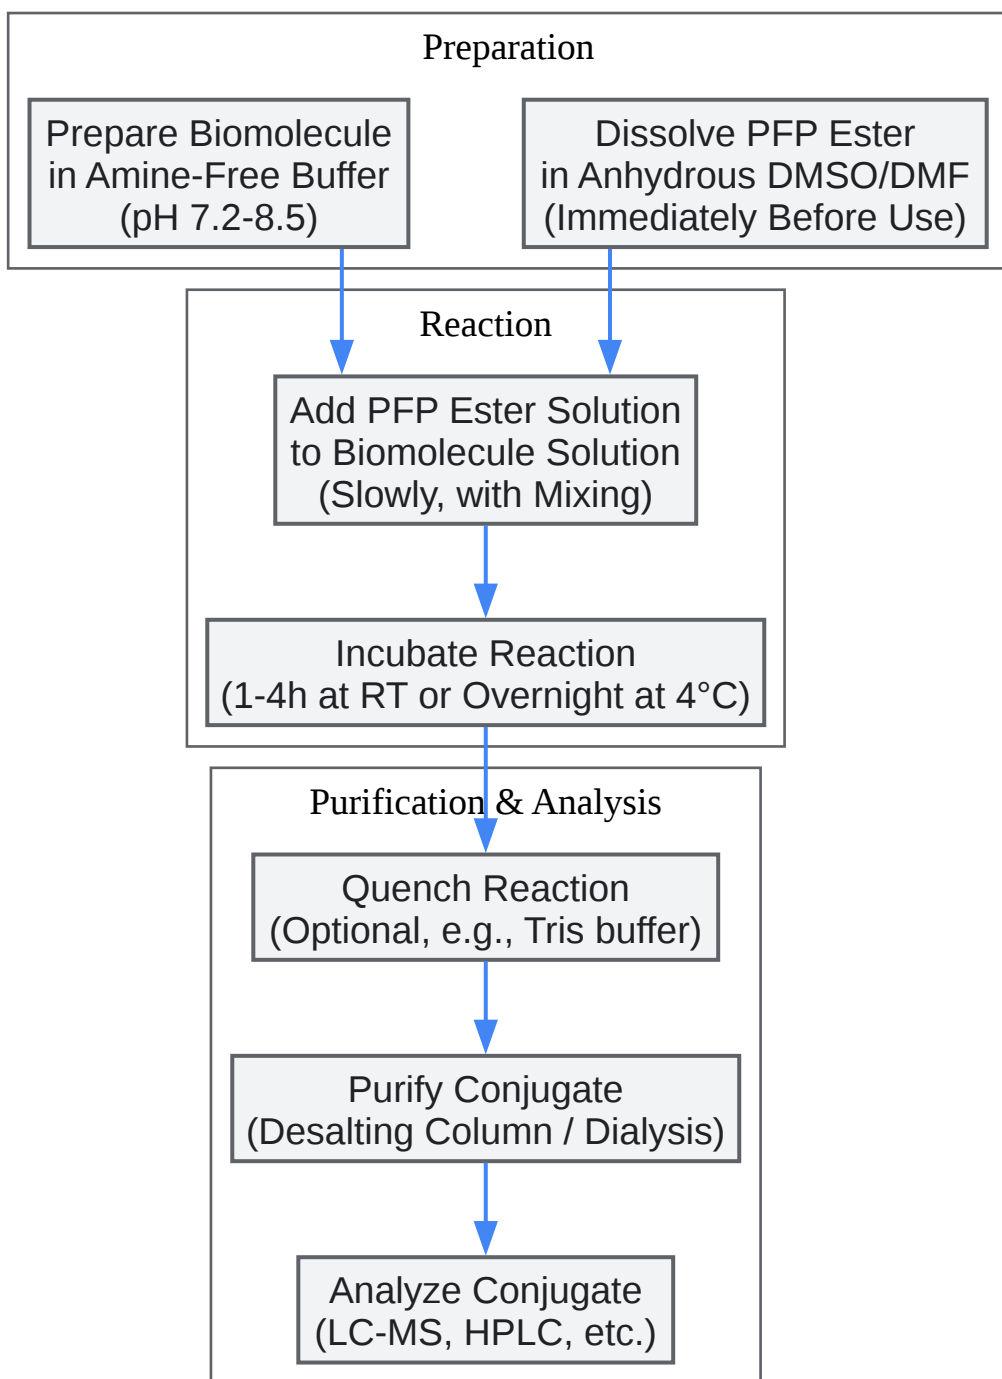 Preparation
Prepare Biomolecule
in Amine-Free Buffer
(pH 7.2-8.5)
Dissolve PFP Ester
in Anhydrous DMSO/DMF
(Immediately Before Use)
Reaction
Add PFP Ester Solution
to Biomolecule Solution
(Slowly, with Mixing)
Incubate Reaction
(1-4h at RT or Overnight at 4°C)
Purification & Analysis
Quench Reaction
(Optional, e.g., Tris buffer)
Purify Conjugate
(Desalting Column / Dialysis)
Analyze Conjugate
(LC-MS, HPLC, etc.)